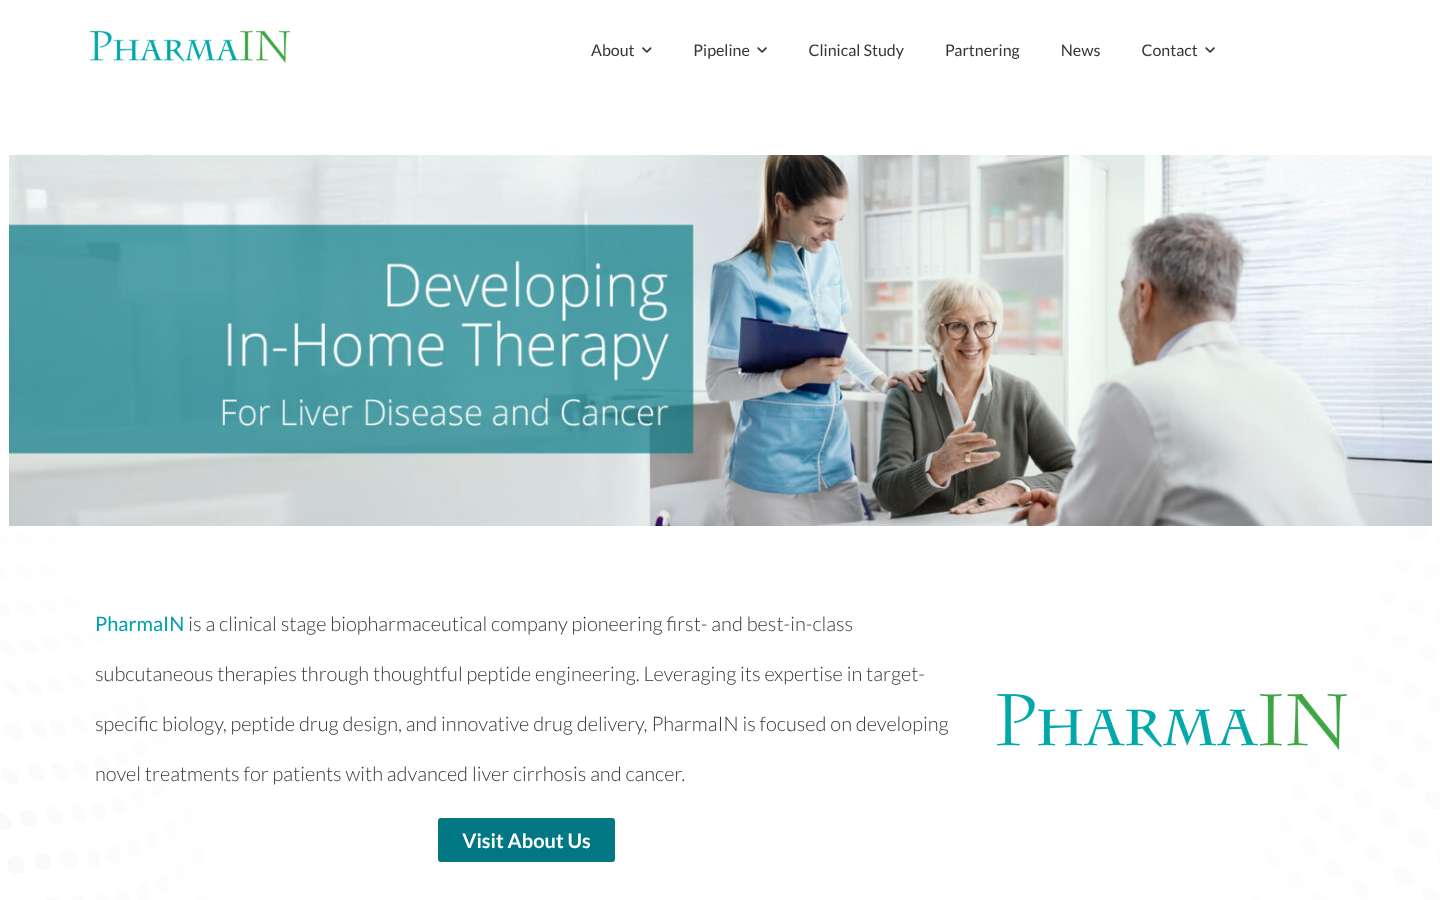 PHARMAIN
About
Pipeline
Clinical Study
Partnering
News
Contact
Developing
In-Home Therapy
For Liver Disease and Cancer
PharmaIN is a clinical stage biopharmaceutical company pioneering first- and best-in-class
subcutaneous therapies through thoughtful peptide engineering. Leveraging its expertise in target-
specific biology, peptide drug design, and innovative drug delivery, PharmaIN is focused on developing
novel treatments for patients with advanced liver cirrhosis and cancer.
PHARMAIN
Visit About Us